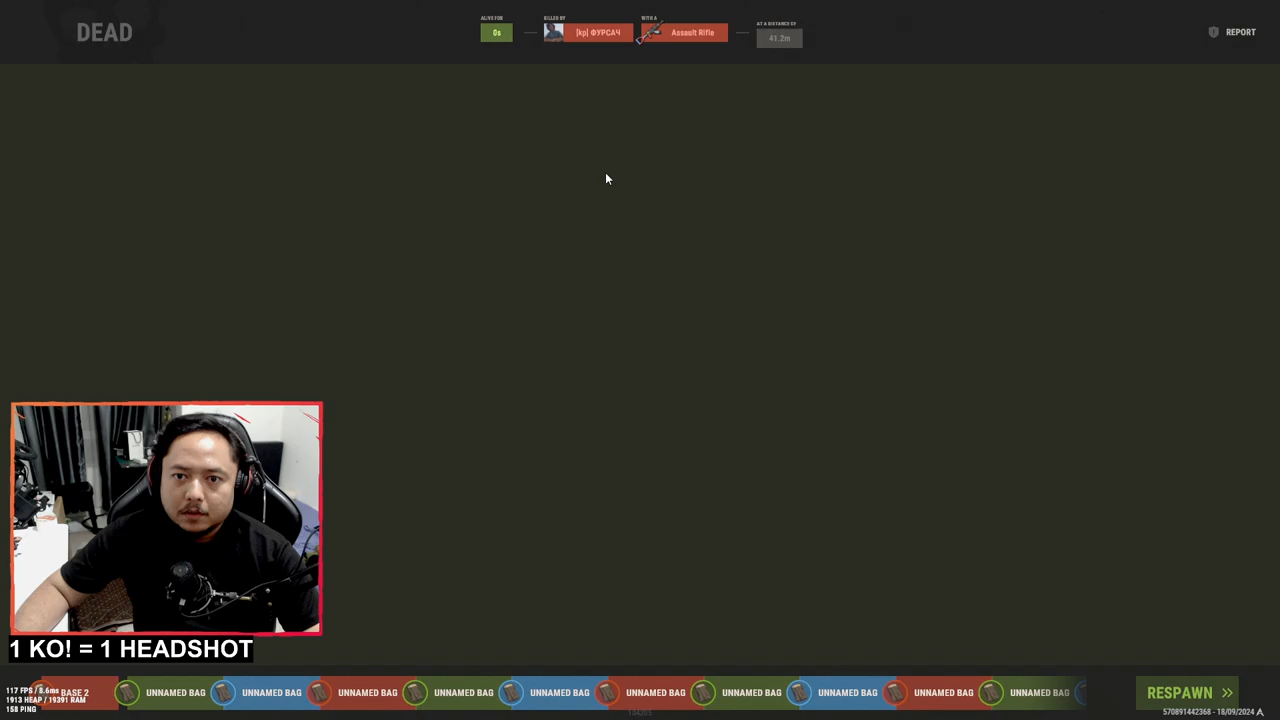 DEAD
ALIVE FOR
0s
KILLED BY
[kp] ФУРСАЧ
WITH A
Assault Rifle
AT A DISTANCE OF
41.2m
REPORT
1 KO! = 1 HEADSHOT
117 FPS / 8.6ms
1913 HEAP / 19391 RAM
158 PING
BASE 2
UNNAMED BAG
UNNAMED BAG
UNNAMED BAG
UNNAMED BAG
UNNAMED BAG
UNNAMED BAG
UNNAMED BAG
UNNAMED BAG
UNNAMED BAG
UNNAMED BAG
RESPAWN
570891442368 - 18/09/2024